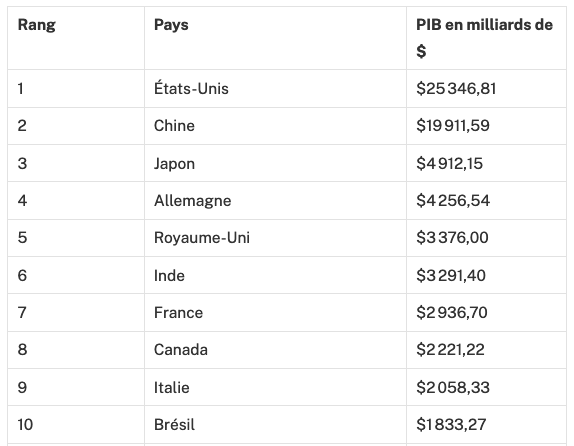 Rang Pays PIB en milliards de
$
1 États-Unis $25 346,81
2 Chine $19 911,59
3 Japon $4 912,15
4 Allemagne $4 256,54
5 Royaume-Uni $3 376,00
6 Inde $3 291,40
7 France $2 936,70
8 Canada $2 221,22
9 Italie $2 058,33
10 Brésil $1 833,27